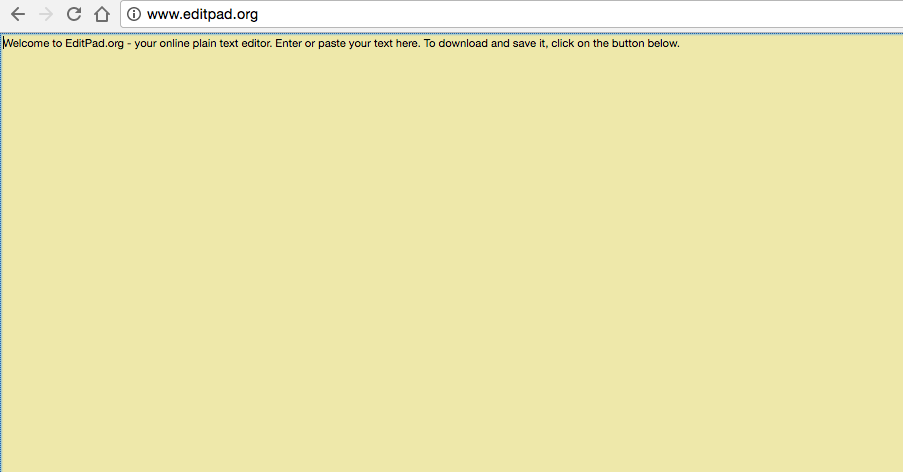 www.editpad.org
Welcome to EditPad.org - your online plain text editor. Enter or paste your text here. To download and save it, click on the button below.